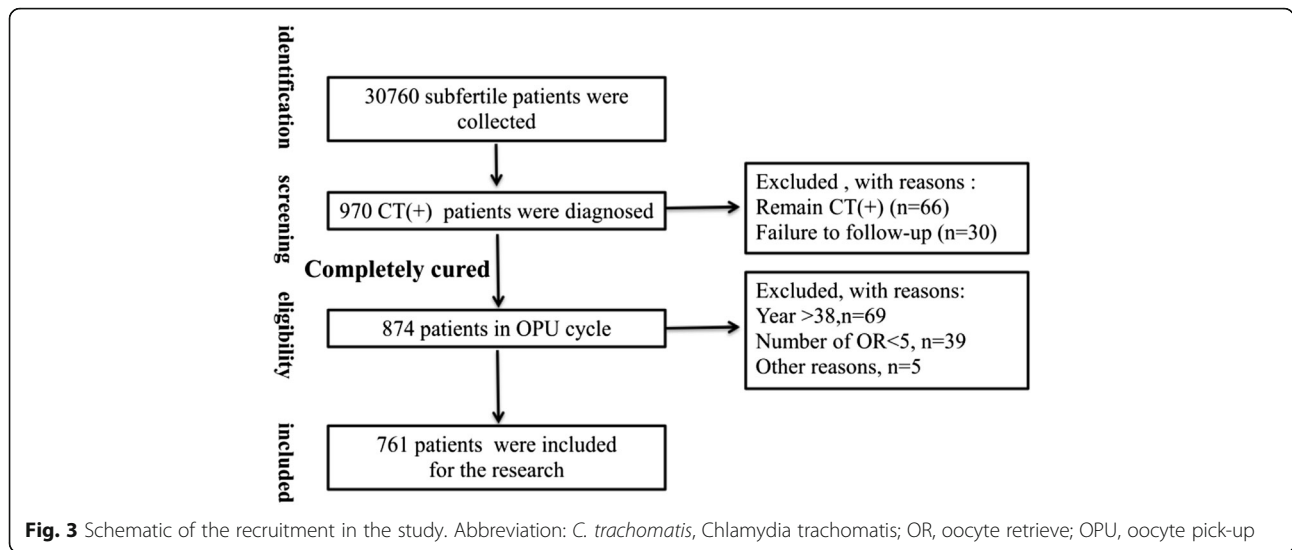 identification
30760 subfertile patients were
collected
screening
970 CT(+) patients were diagnosed
Excluded , with reasons :
Remain CT(+) (n=66)
Failure to follow-up (n=30)
Completely cured
eligibility
874 patients in OPU cycle
Excluded, with reasons:
Year >38,n=69
Number of OR<5, n=39
Other reasons, n=5
included
761 patients were included
for the research
Fig. 3 Schematic of the recruitment in the study. Abbreviation: C. trachomatis, Chlamydia trachomatis; OR, oocyte retrieve; OPU, oocyte pick-up